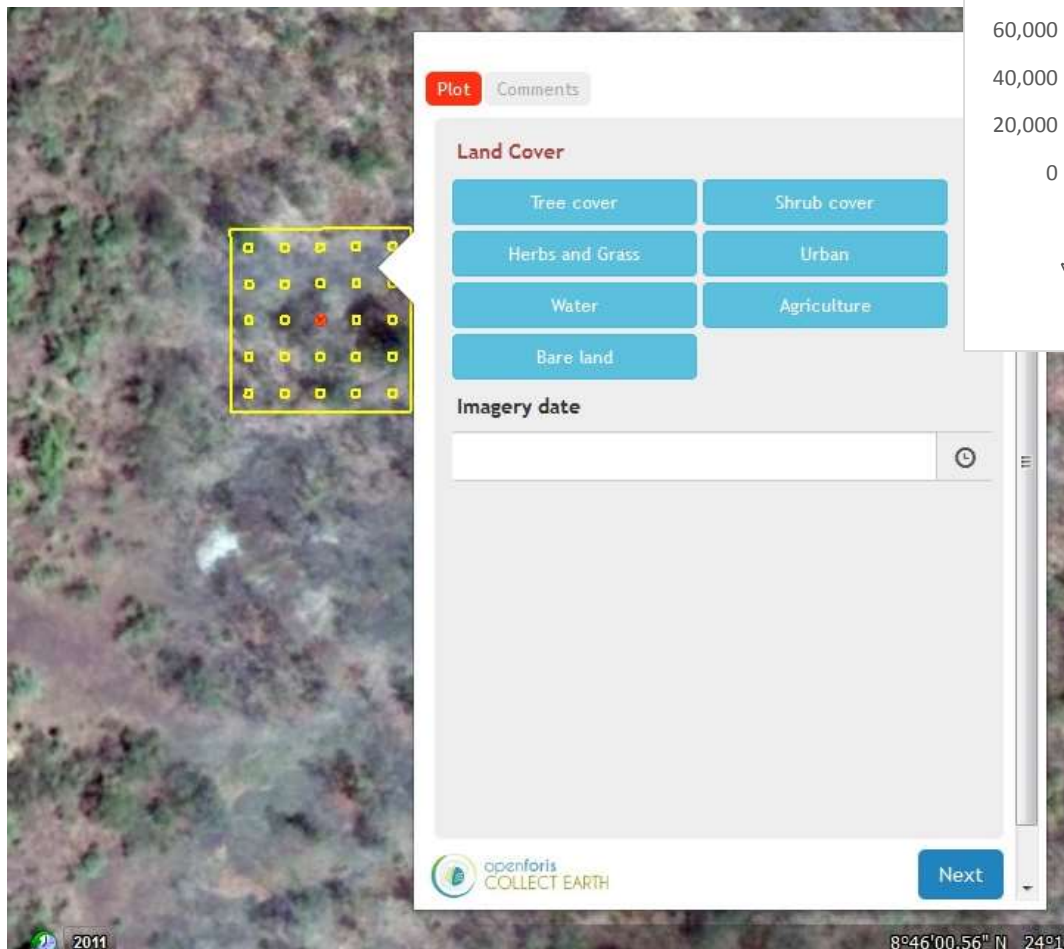 60,000
40,000
20,000
0
Plot Comments
Land Cover
Tree cover Shrub cover
Herbs and Grass Urban
Water Agriculture
Bare land
Imagery date
openforis
COLLECT EARTH
Next
2011
8°46'00.56" N